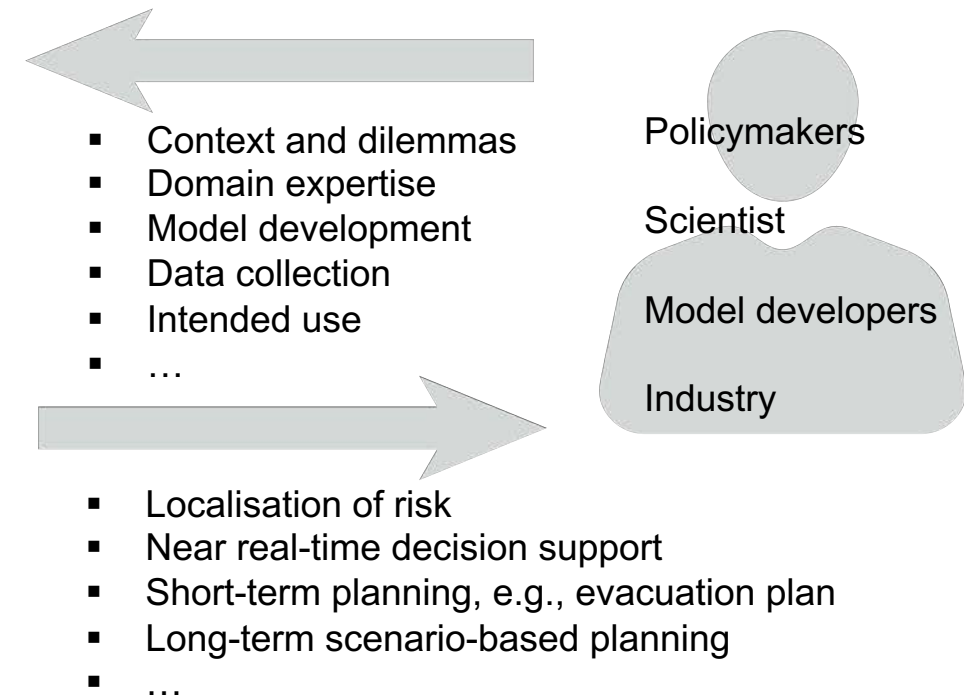 ▪ Context and dilemmas
▪ Domain expertise
▪ Model development
▪ Data collection
▪ Intended use
▪ …
Policymakers
Scientist
Model developers
Industry
▪ Localisation of risk
▪ Near real-time decision support
▪ Short-term planning, e.g., evacuation plan
▪ Long-term scenario-based planning
▪ …